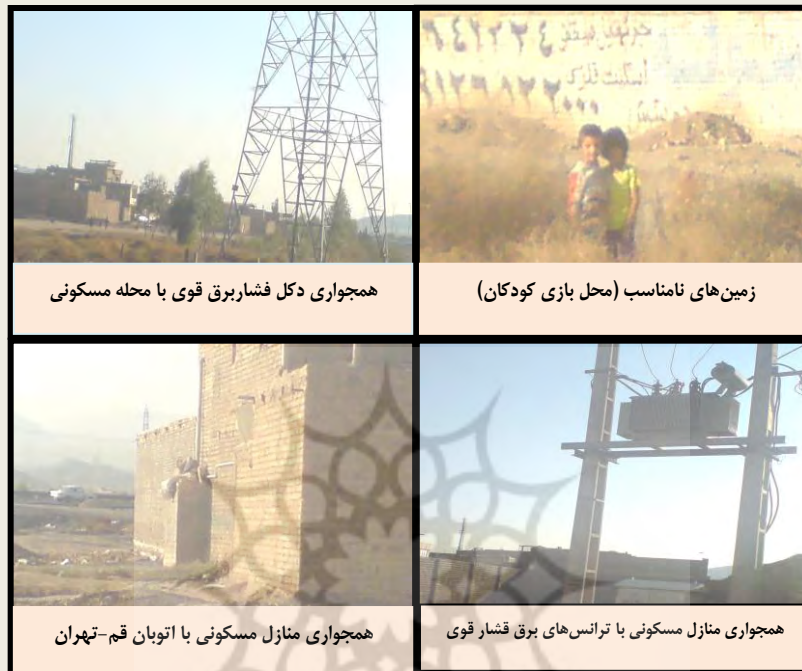 زمین‌های نامناسب (محل بازی کودکان)
همجواری دکل فشاربرق قوی با محله مسکونی
همجواری منازل مسکونی با ترانس‌های برق قشار قوی
همجواری منازل مسکونی با اتوبان قم-تهران